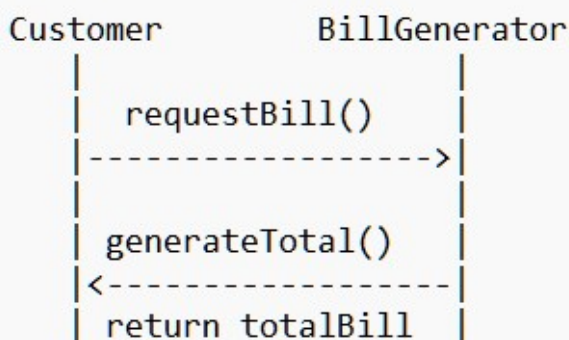 Customer BillGenerator
requestBill()
generateTotal()
return totalBill